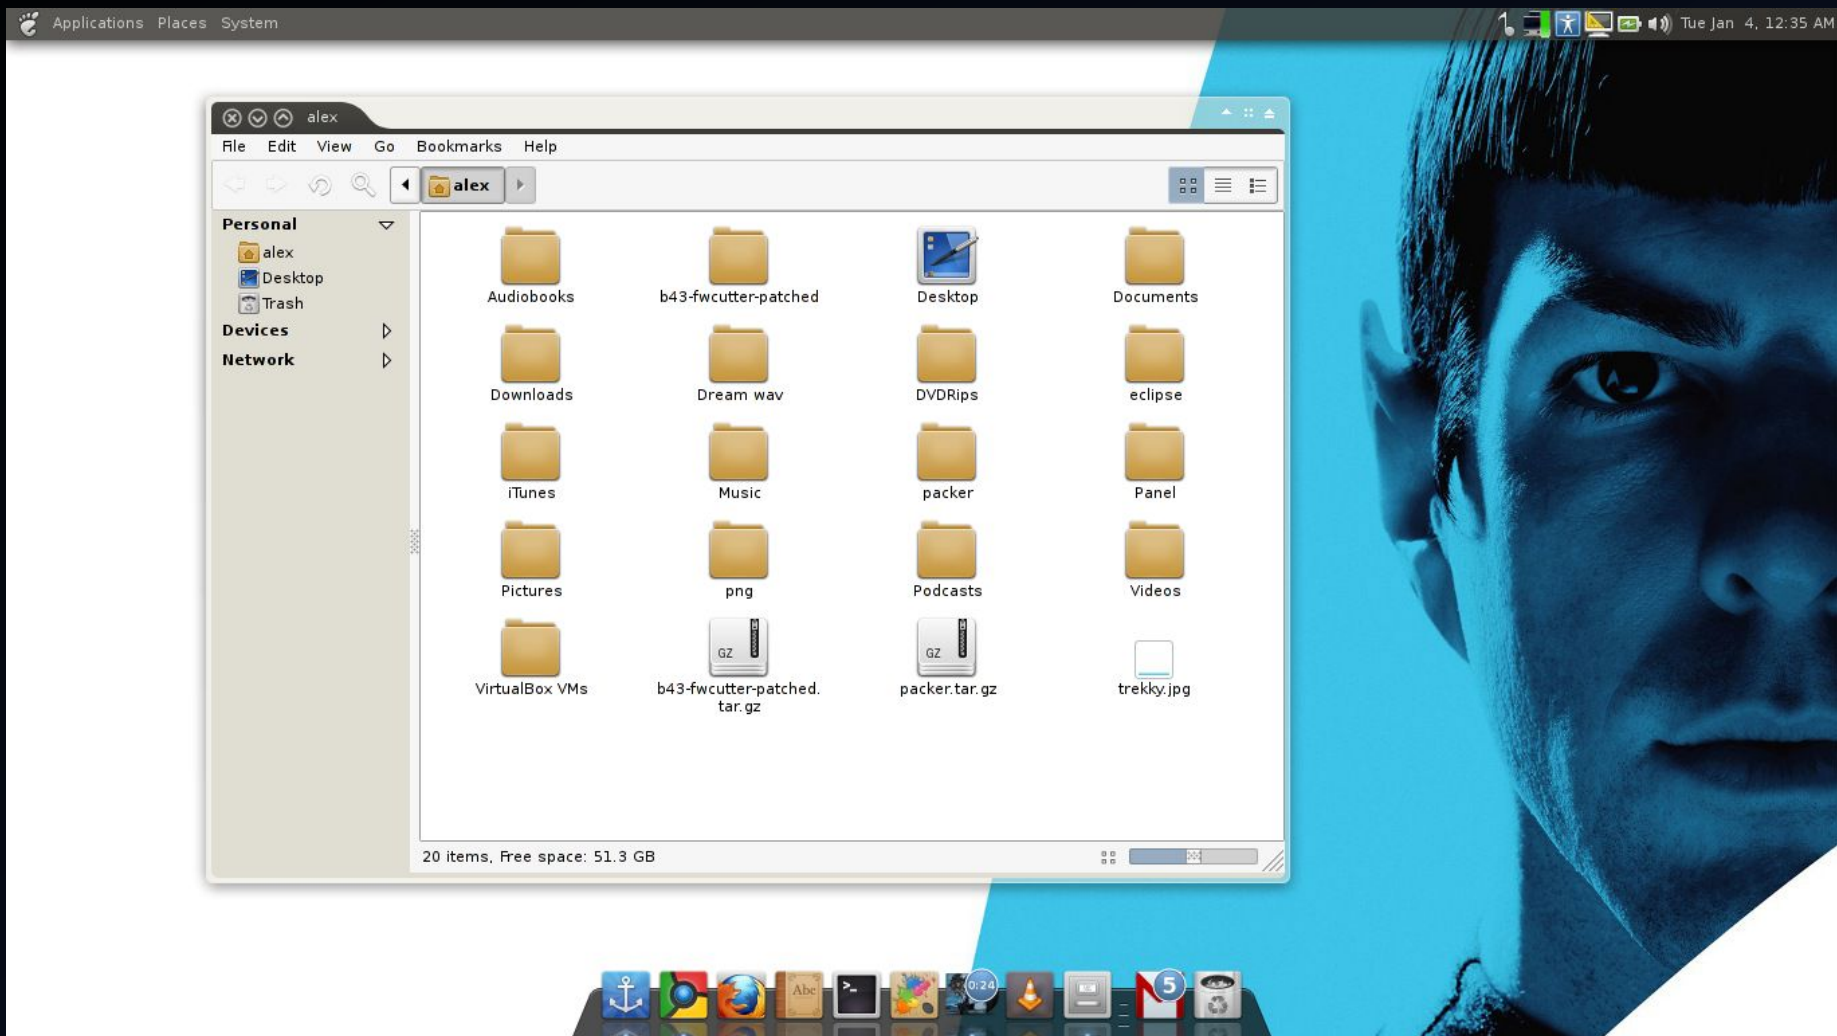 Applications Places System
Tue Jan 4, 12:35 AM
alex
File Edit View Go Bookmarks Help
alex
Personal
alex
Desktop
Trash
Devices
Network
Audiobooks
b43-fwcutter-patched
Desktop
Documents
Downloads
Dream wav
DVDRips
eclipse
iTunes
Music
packer
Panel
Pictures
png
Podcasts
Videos
GZ
GZ
VirtualBox VMs
b43-fwcutter-patched.
tar.gz
packer.tar.gz
trekky.jpg
20 items, Free space: 51.3 GB
Abc
>_
0:24
5